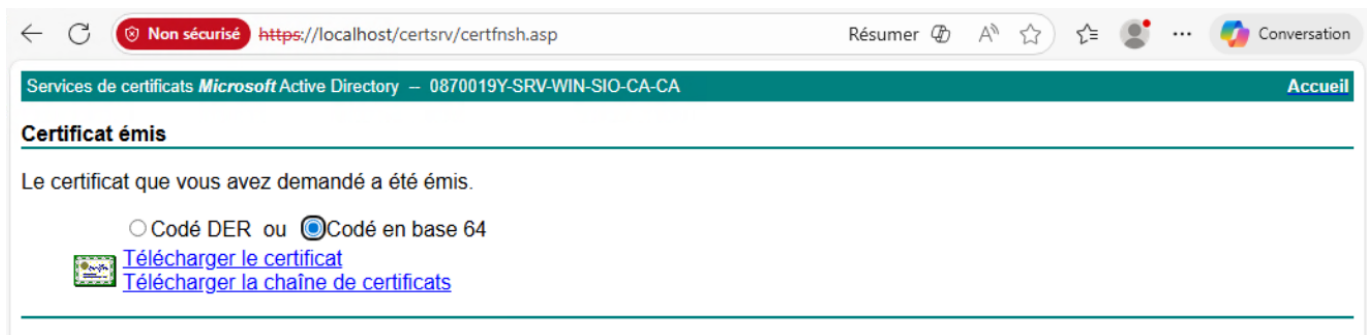 Non sécurisé https://localhost/certsrv/certfnsh.asp Résumer Conversation
Services de certificats Microsoft Active Directory -- 0870019Y-SRV-WIN-SIO-CA-CA Accueil
Certificat émis
Le certificat que vous avez demandé a été émis.
Codé DER ou Codé en base 64
Télécharger le certificat
Télécharger la chaîne de certificats